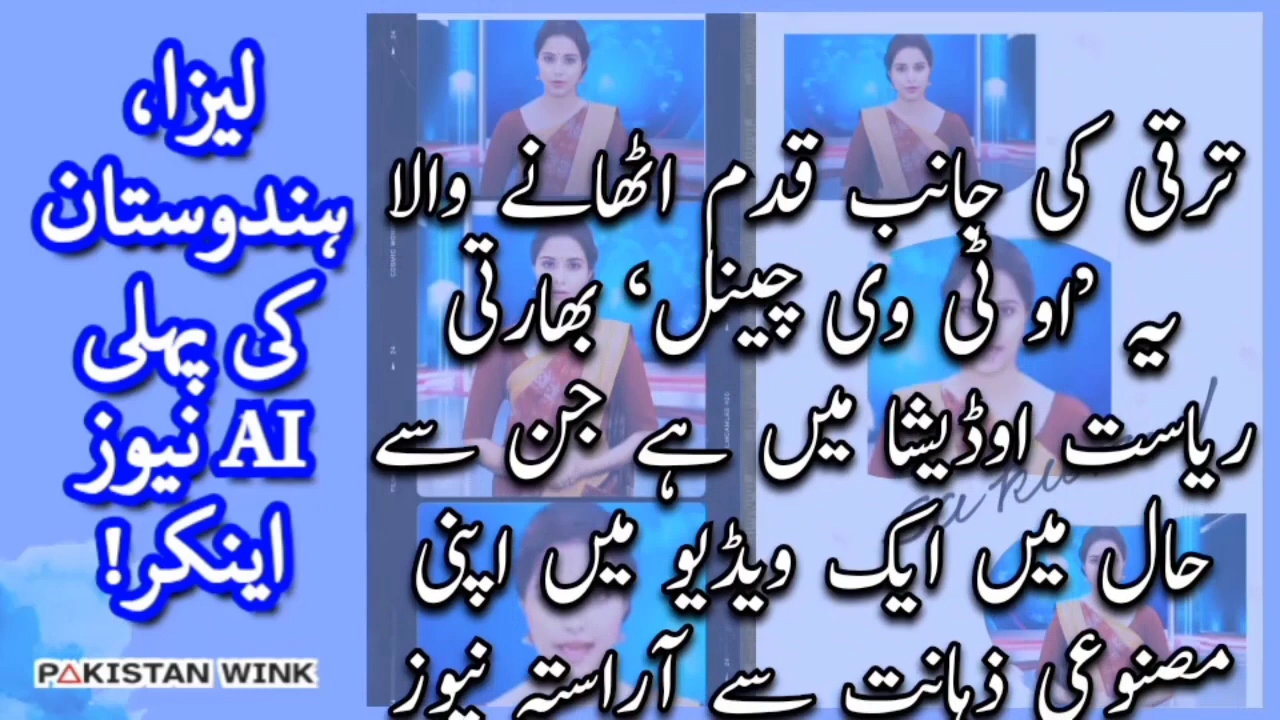 لیزا،
ہندوستان
کی پہلی
AI نیوز
اینکر!
PAKISTAN WINK
ترقی کی جانب قدم اٹھانے والا
یہ ’او ٹی وی چینل‘ بھارتی
ریاست اوڈیشا میں ہے جن سے
حال میں ایک ویڈیو میں اپنی
مصنوعی ذہانت سے آراستہ نیوز